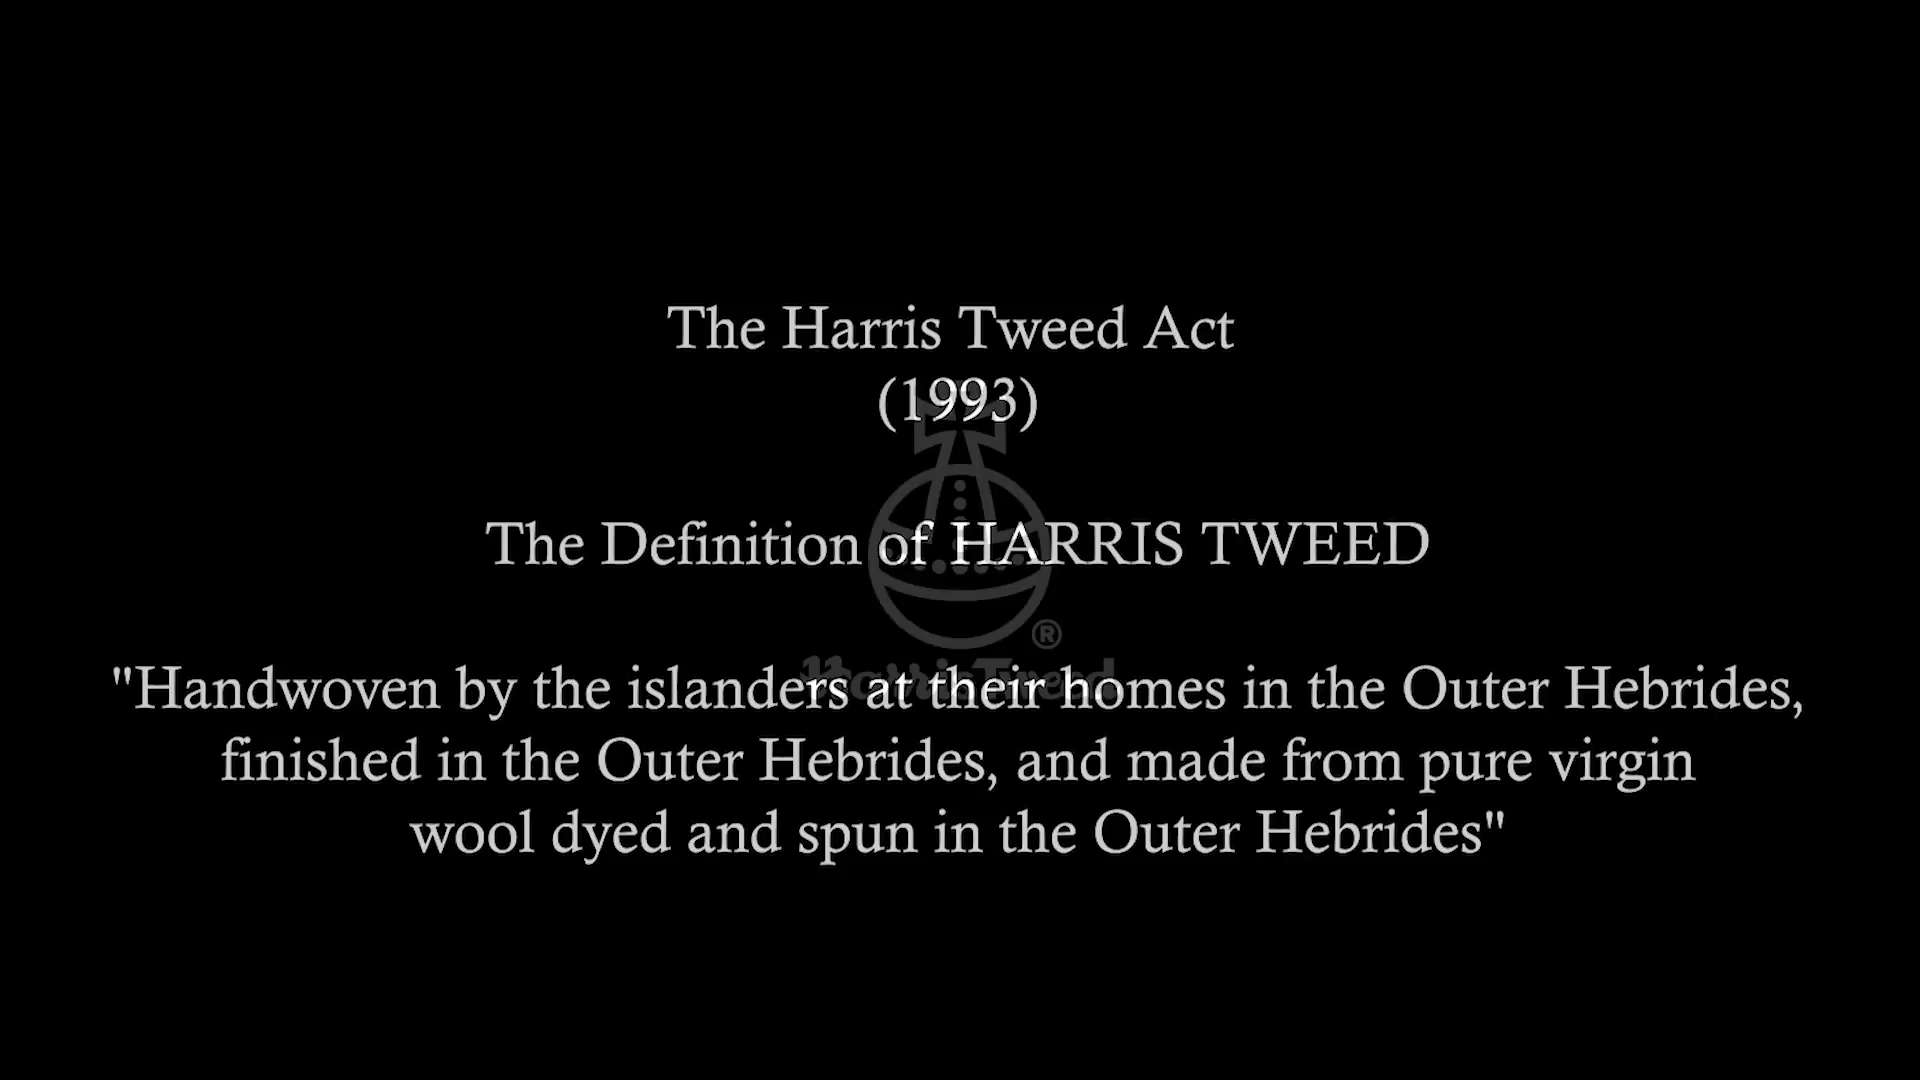 The Harris Tweed Act
(1993)
The Definition of HARRIS TWEED
®
"Handwoven by the islanders at their homes in the Outer Hebrides,
Harris Tweed
finished in the Outer Hebrides, and made from pure virgin
wool dyed and spun in the Outer Hebrides"